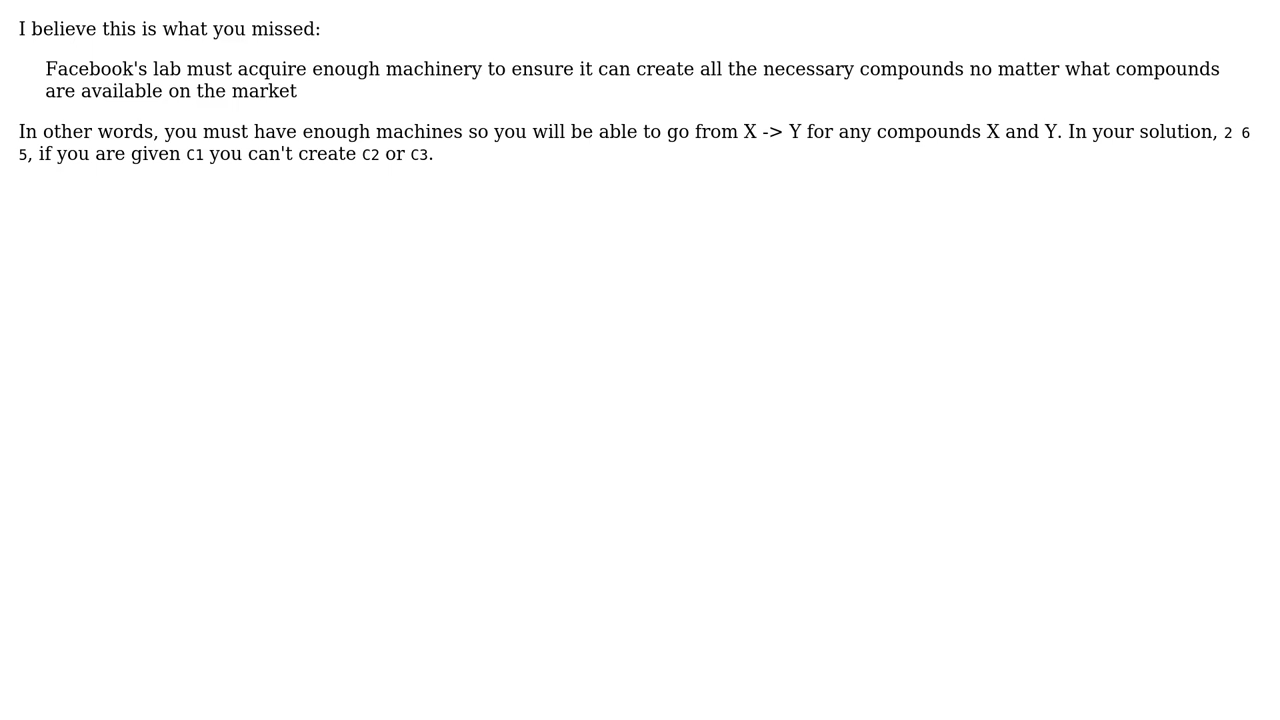 I believe this is what you missed:
Facebook's lab must acquire enough machinery to ensure it can create all the necessary compounds no matter what compounds
are available on the market
In other words, you must have enough machines so you will be able to go from X -> Y for any compounds X and Y. In your solution, 2 6
5, if you are given C1 you can't create C2 or C3.